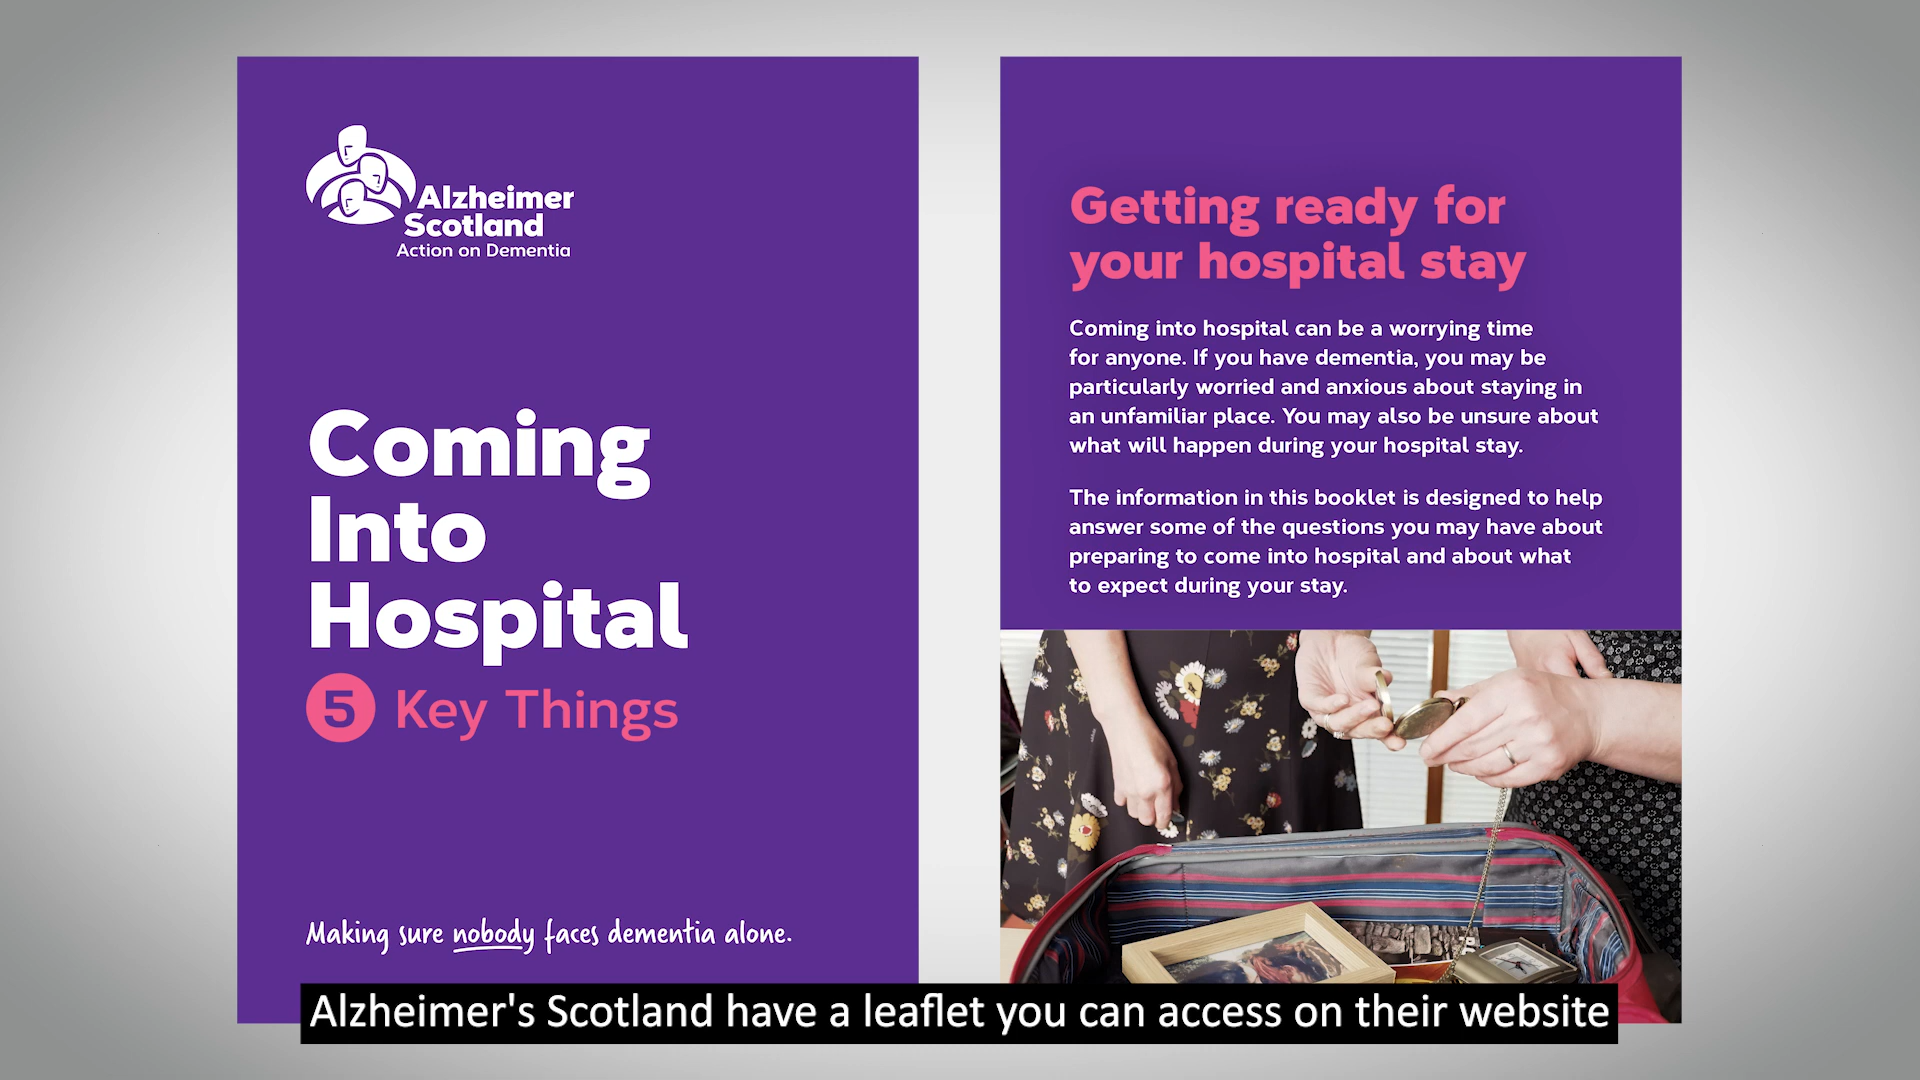 Alzheimer
Scotland
Action on Dementia
Coming
Into
Hospital
5 Key Things
Making sure nobody faces dementia alone.
Getting ready for
your hospital stay
Coming into hospital can be a worrying time
for anyone. If you have dementia, you may be
particularly worried and anxious about staying in
an unfamiliar place. You may also be unsure about
what will happen during your hospital stay.
The information in this booklet is designed to help
answer some of the questions you may have about
preparing to come into hospital and about what
to expect during your stay.
Alzheimer's Scotland have a leaflet you can access on their website